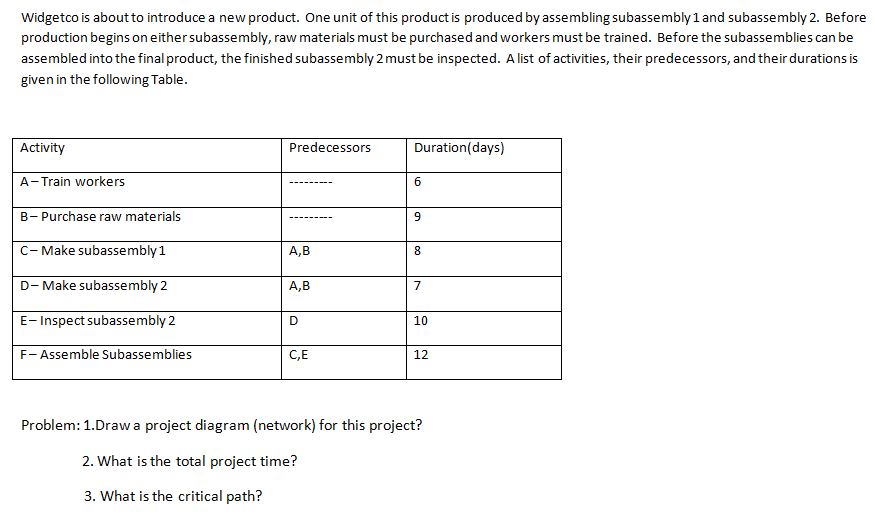 Widgetco is about to introduce a new product. One unit of this product is produced by assembling subassembly 1 and subassembly 2. Before
production begins on either subassembly, raw materials must be purchased and workers must be trained. Before the subassemblies can be
assembled into the final product, the finished subassembly 2 must be inspected. A list of activities, their predecessors, and their durations is
given in the following Table.
Activity Predecessors Duration(days)
A– Train workers --------- 6
B– Purchase raw materials --------- 9
C– Make subassembly 1 A,B 8
D– Make subassembly 2 A,B 7
E– Inspect subassembly 2 D 10
F– Assemble Subassemblies C,E 12
Problem: 1.Draw a project diagram (network) for this project?
2. What is the total project time?
3. What is the critical path?